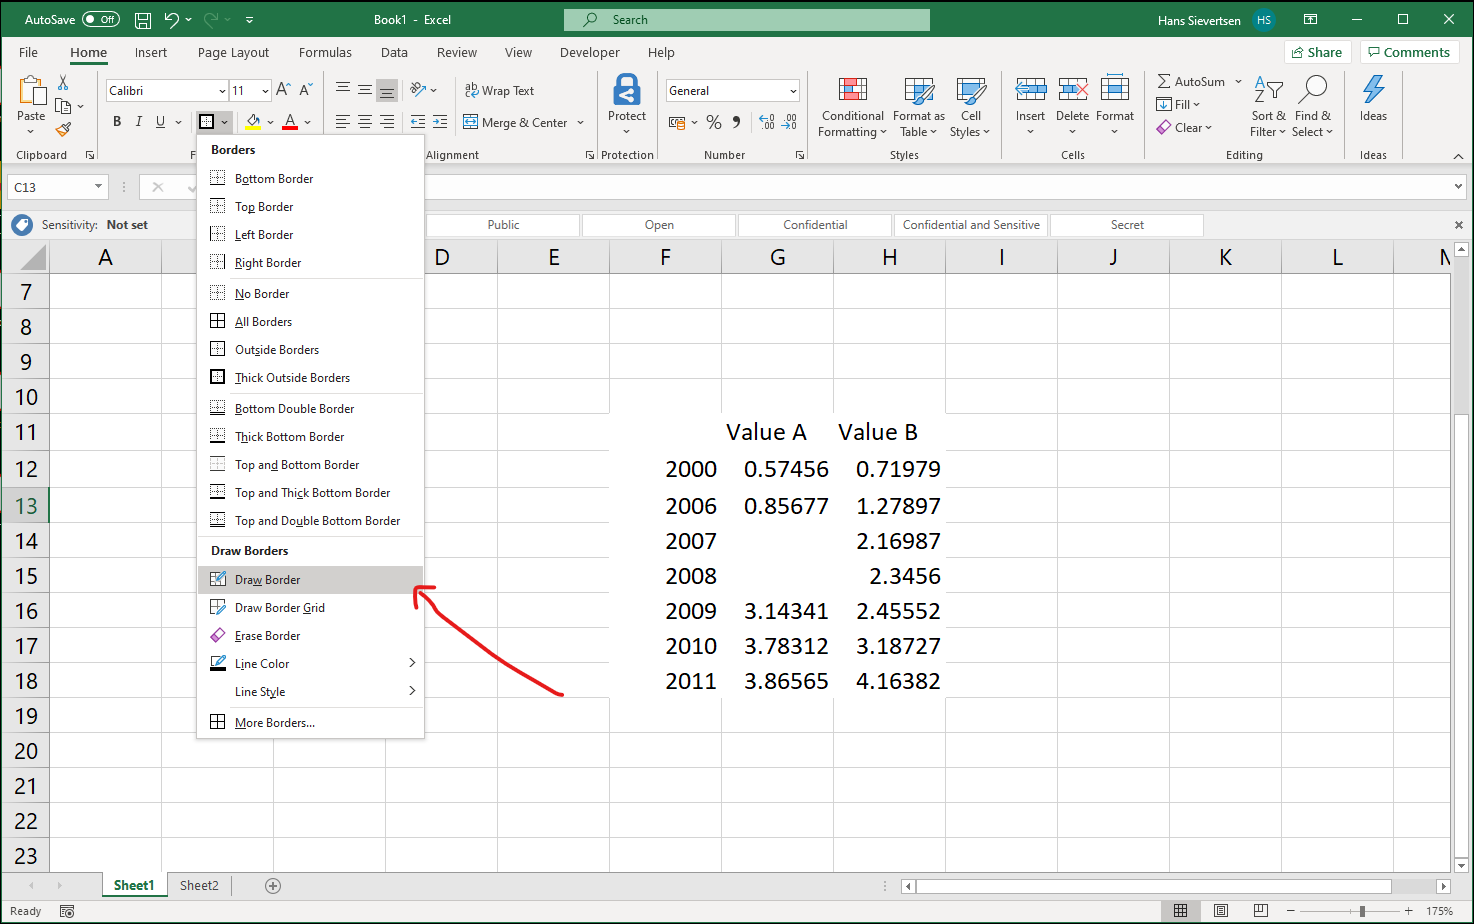 AutoSave Off Book1 - Excel Search Hans Sievertsen HS
File Home Insert Page Layout Formulas Data Review View Developer Help Share Comments
Calibri 11 Wrap Text General AutoSum
Paste B I U Merge & Center Protect % Conditional Formatting Format as Table Cell Styles Insert Delete Format Fill Clear Sort & Filter Find & Select Ideas
Clipboard F Alignment Protection Number Styles Cells Editing Ideas
C13
Sensitivity: Not set Public Open Confidential Confidential and Sensitive Secret
Borders
Bottom Border
Top Border
Left Border
Right Border
No Border
All Borders
Outside Borders
Thick Outside Borders
Bottom Double Border
Thick Bottom Border
Top and Bottom Border
Top and Thick Bottom Border
Top and Double Bottom Border
Draw Borders
Draw Border
Draw Border Grid
Erase Border
Line Color
Line Style
More Borders...
A D E F G H I J K L M
7
8
9
10
11 Value A Value B
12 2000 0.57456 0.71979
13 2006 0.85677 1.27897
14 2007 2.16987
15 2008 2.3456
16 2009 3.14341 2.45552
17 2010 3.78312 3.18727
18 2011 3.86565 4.16382
19
20
21
22
23
Sheet1 Sheet2
Ready 175%